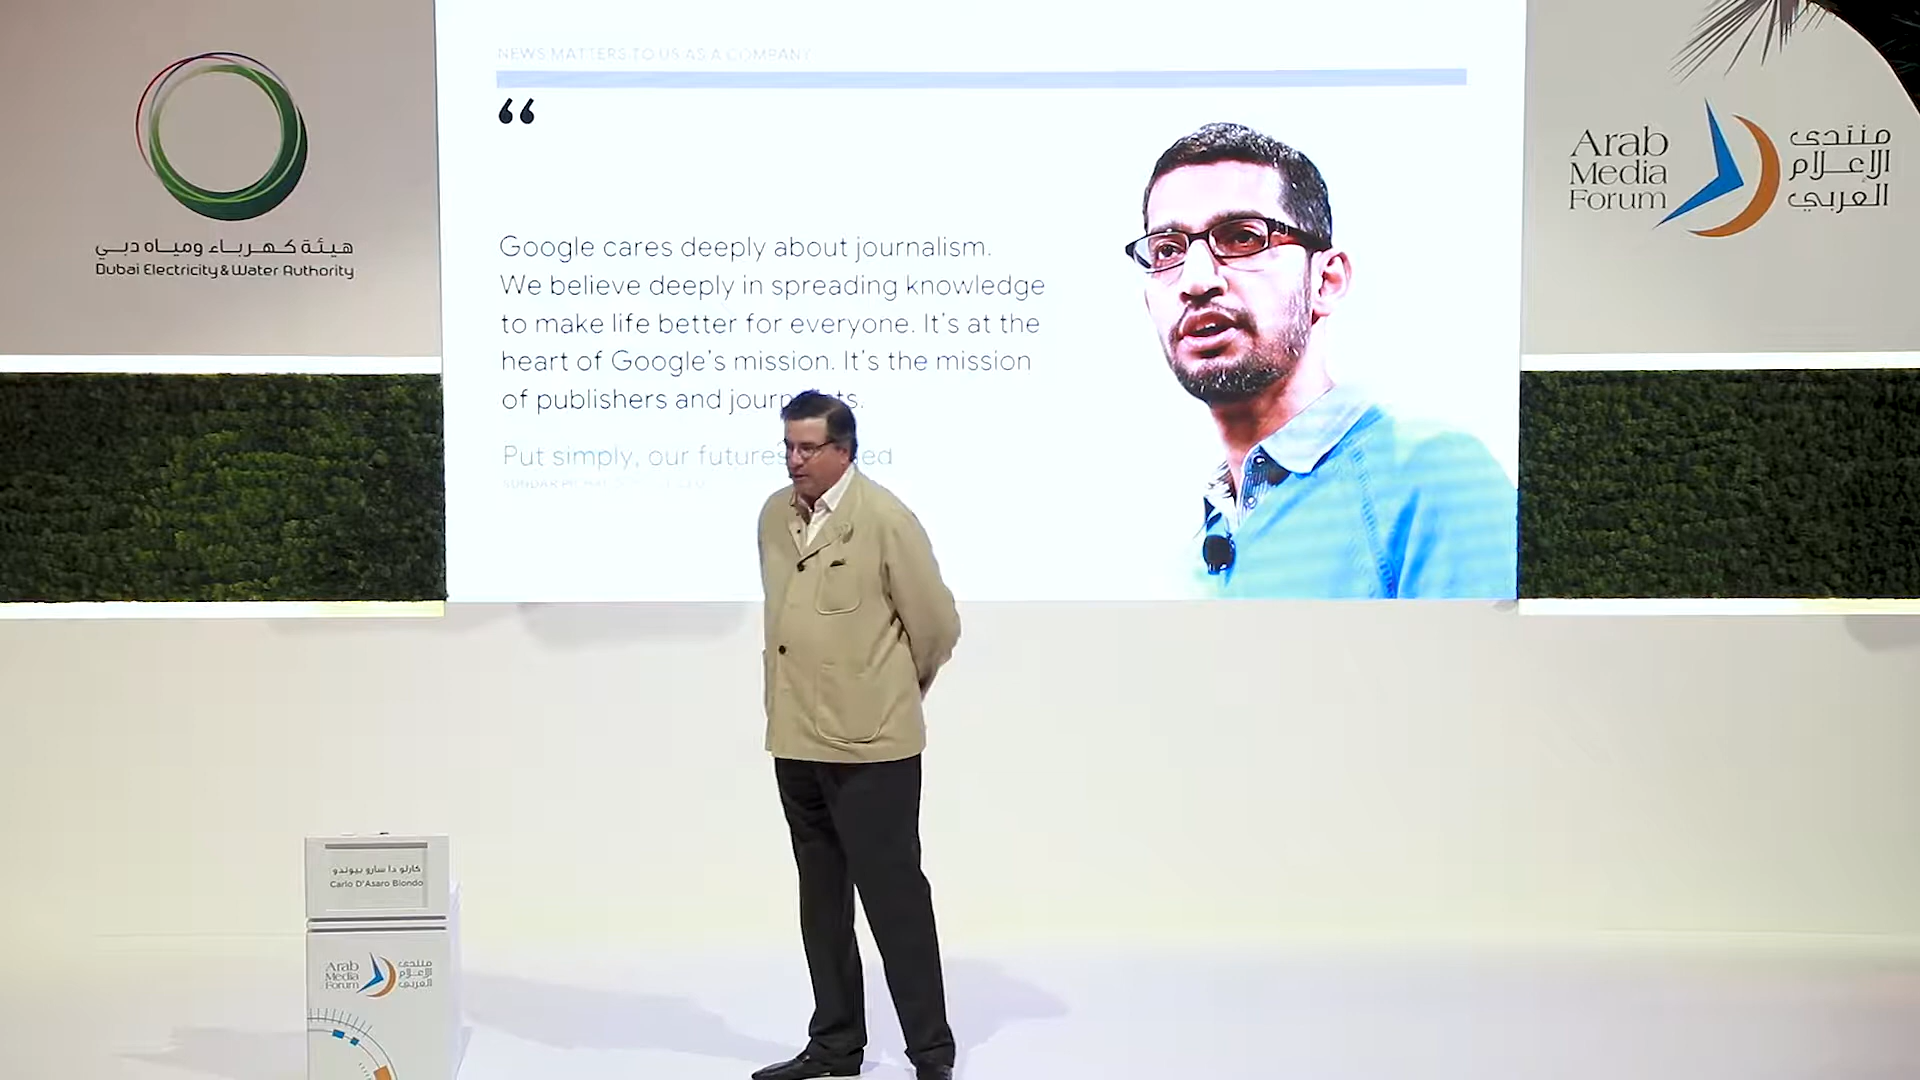 هيئة كهرباء ومياه دبي
Dubai Electricity & Water Authority
NEWS MATTERS TO US AS A COMPANY
“
Google cares deeply about journalism.
We believe deeply in spreading knowledge
to make life better for everyone. It's at the
heart of Google's mission. It's the mission
of publishers and
Put simply, our futures
Arab
Media
Forum
منتدى
الإعلام
العربي
كارلو دا سارو بيوندو
Carlo D'Asaro Biondo
Arab
Media
Forum
منتدى
الإعلام
العربي